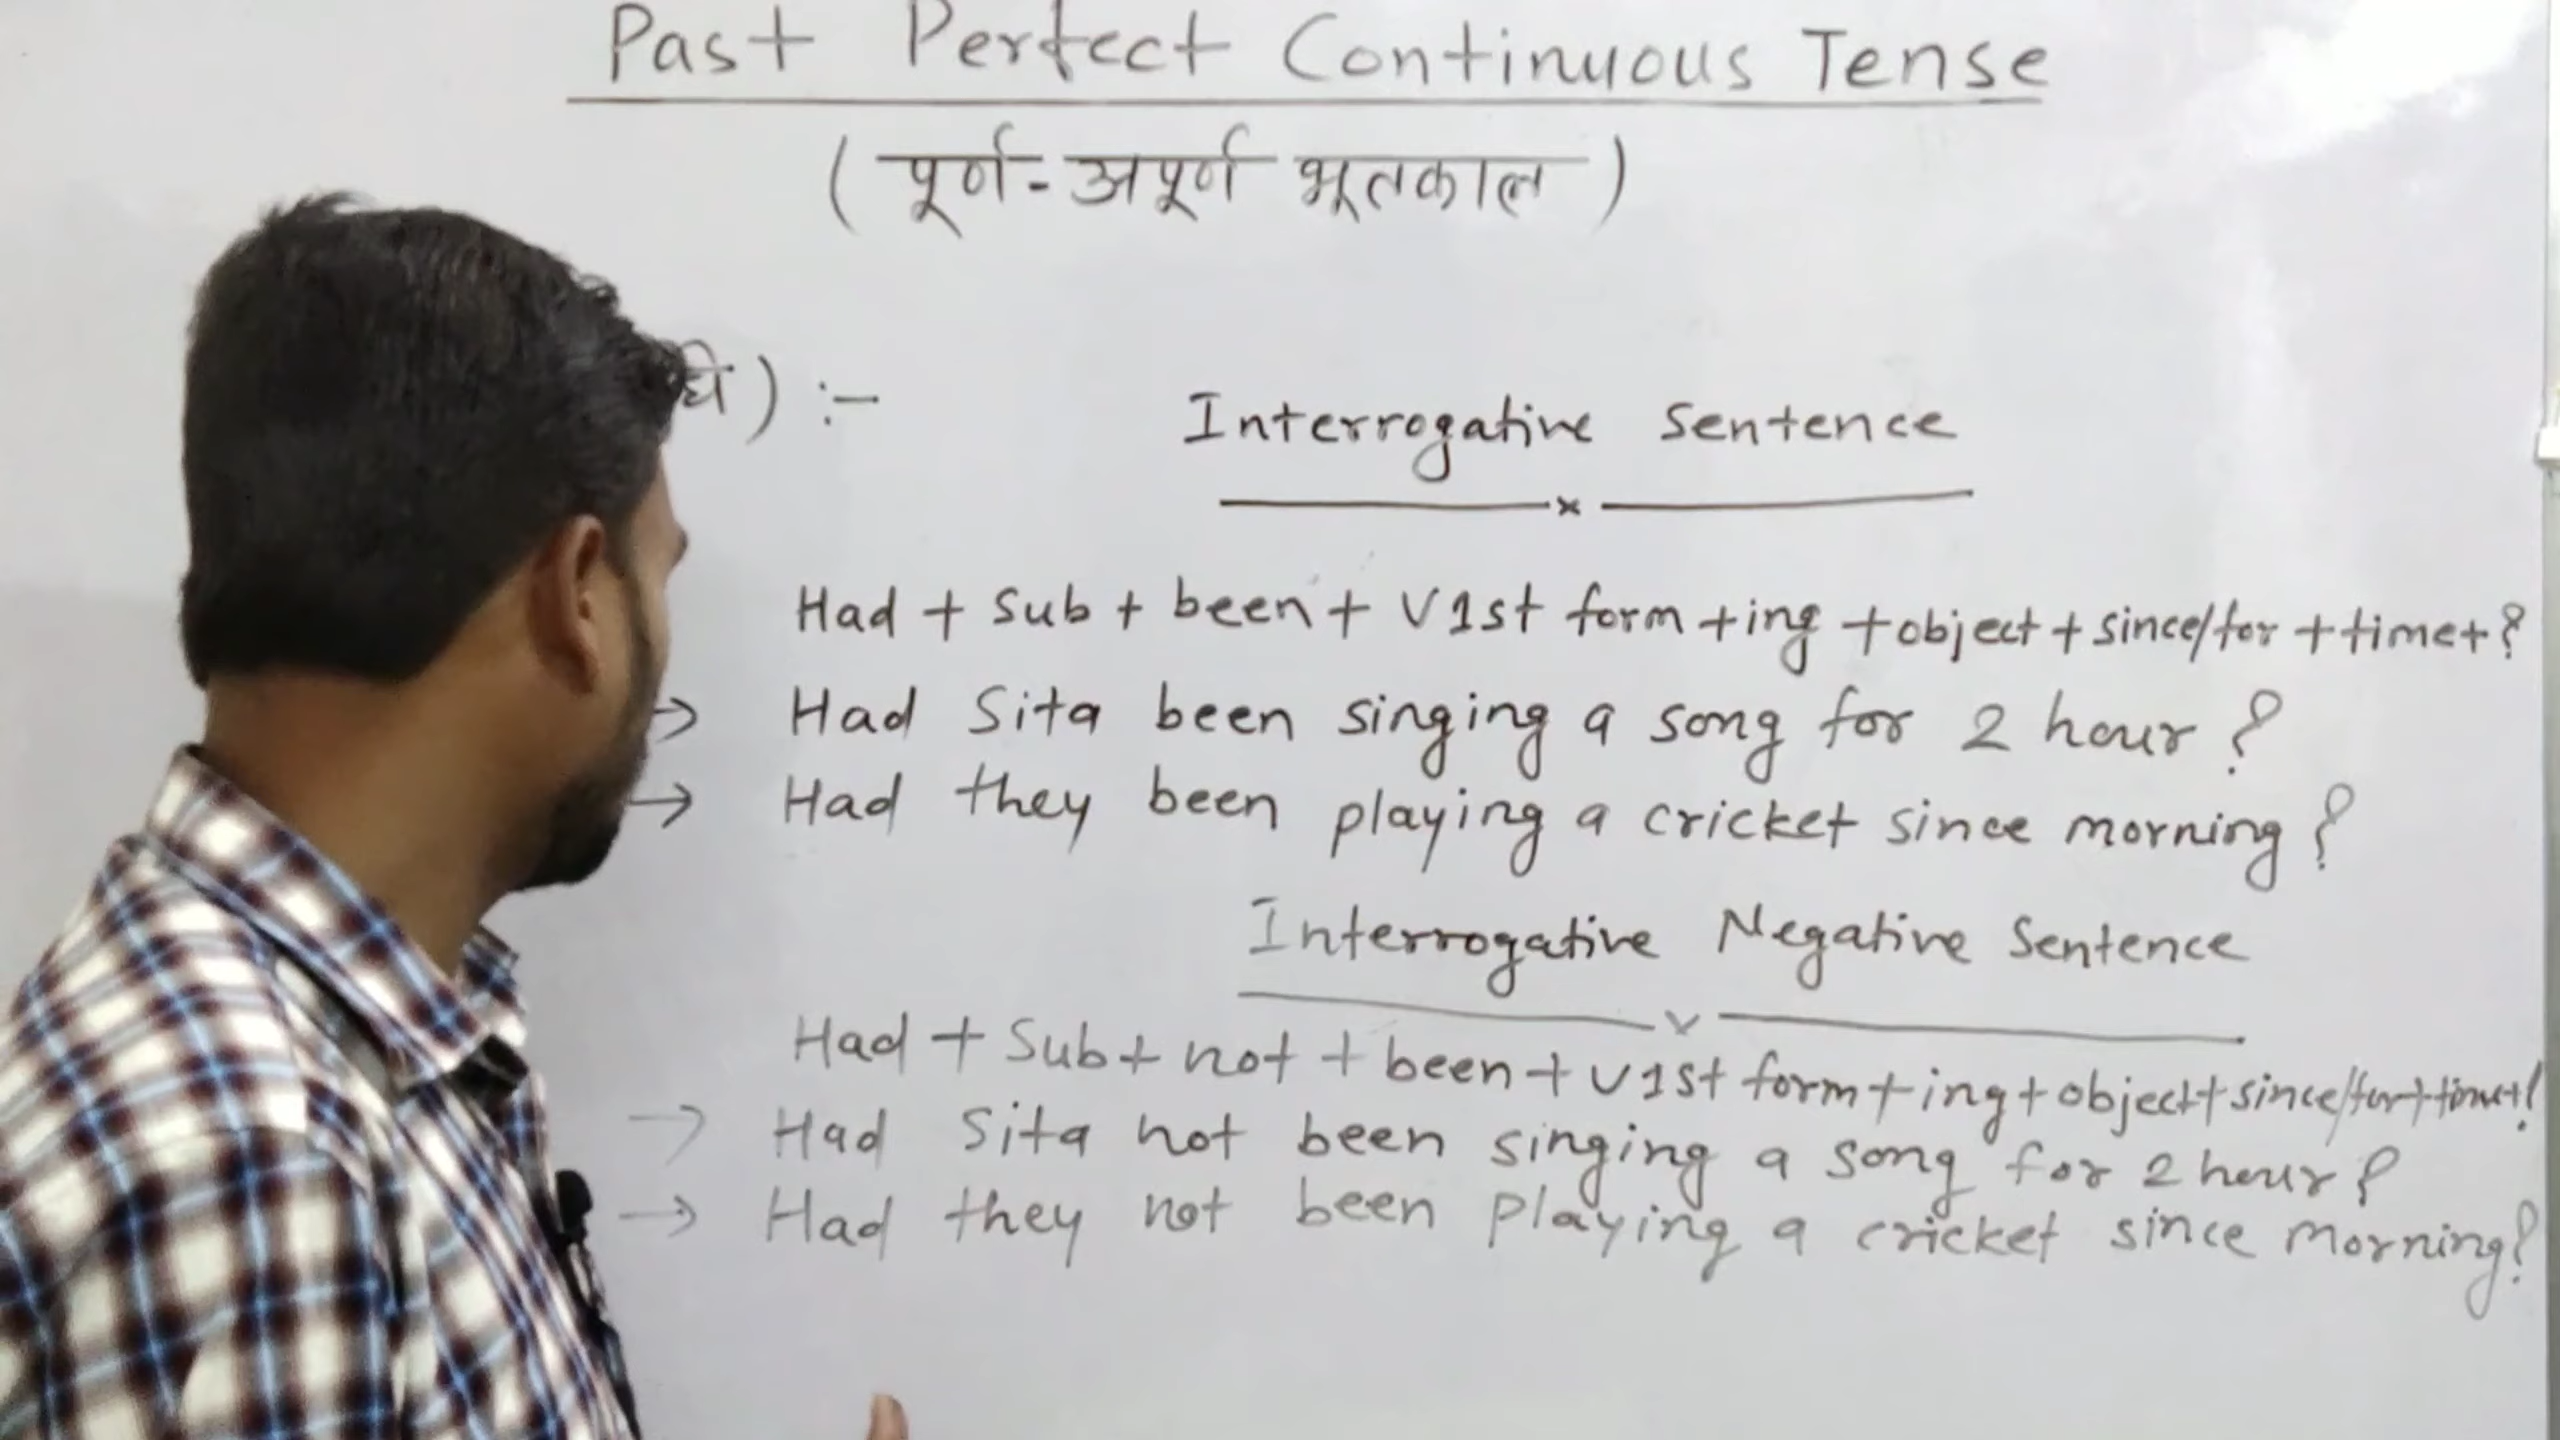 Past Perfect Continuous Tense
(पूर्ण-अपूर्ण भूतकाल)
धि) :-
Interrogative Sentence
Had + Sub + been + V1st form +ing +object + since/for +time+?
→ Had Sita been singing a song for 2 hour ?
→ Had they been playing a cricket since morning ?
Interrogative Negative Sentence
Had + Sub + not + been + V1st form + ing + object + since/for + time+?
→ Had Sita not been singing a song for 2 hour ?
→ Had they not been playing a cricket since morning?